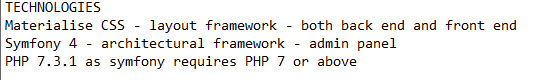 TECHNOLOGIES
Materialise CSS - layout framework - both back end and front end
Symfony 4 - architectural framework - admin panel
PHP 7.3.1 as symfony requires PHP 7 or above